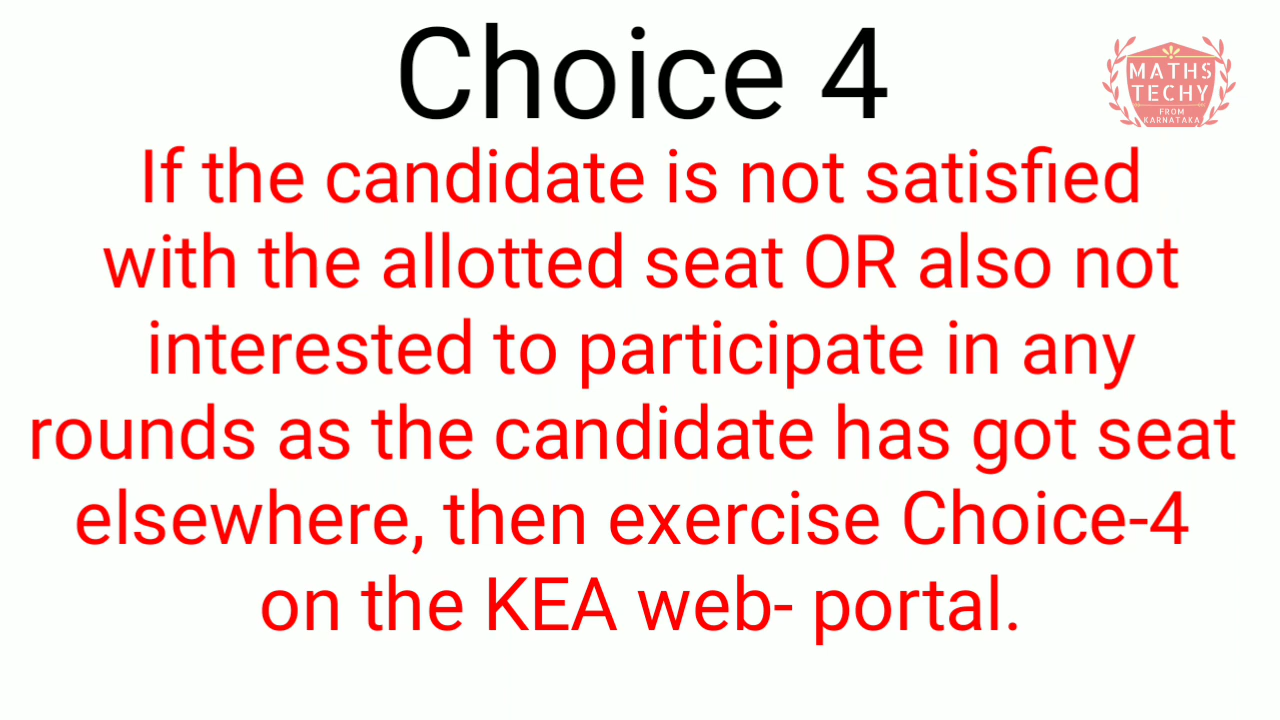 Choice 4
MATHS
TECHY
FROM
KARNATAKA
If the candidate is not satisfied
with the allotted seat OR also not
interested to participate in any
rounds as the candidate has got seat
elsewhere, then exercise Choice-4
on the KEA web- portal.